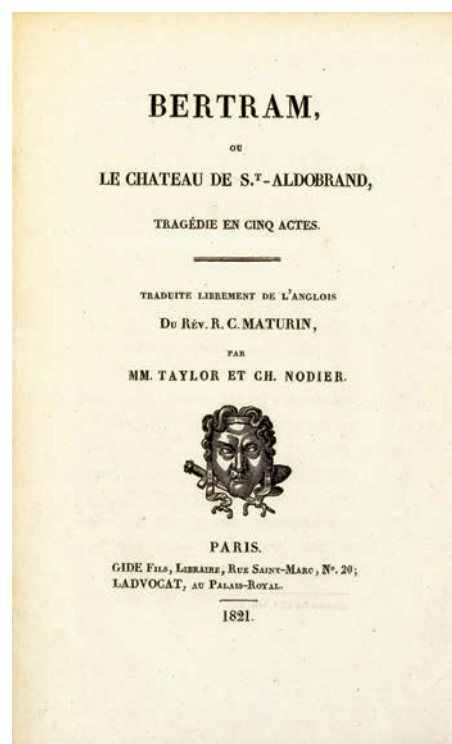 BERTRAM,
OU
LE CHATEAU DE S.T-ALDOBRAND,
TRAGÉDIE EN CINQ ACTES.
TRADUITE LIBREMENT DE L'ANGLOIS
DU RÉV. R. C. MATURIN,
PAR
MM. TAYLOR ET CH. NODIER.
PARIS.
GIDE FILS, LIBRAIRE, RUE SAINT-MARC, Nº. 20;
LADVOCAT, AU PALAIS-ROYAL.
1821.